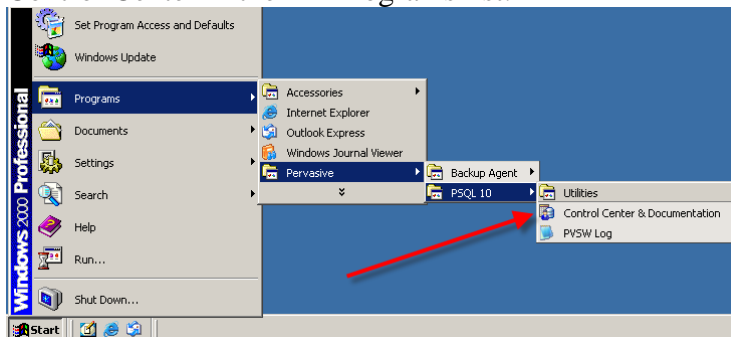 Set Program Access and Defaults
Windows Update
Programs
Documents
Settings
Search
Help
Run...
Shut Down...
Windows 2000 Professional
Accessories
Internet Explorer
Outlook Express
Windows Journal Viewer
Pervasive
Backup Agent
PSQL 10
Utilities
Control Center & Documentation
PVSW Log
Start